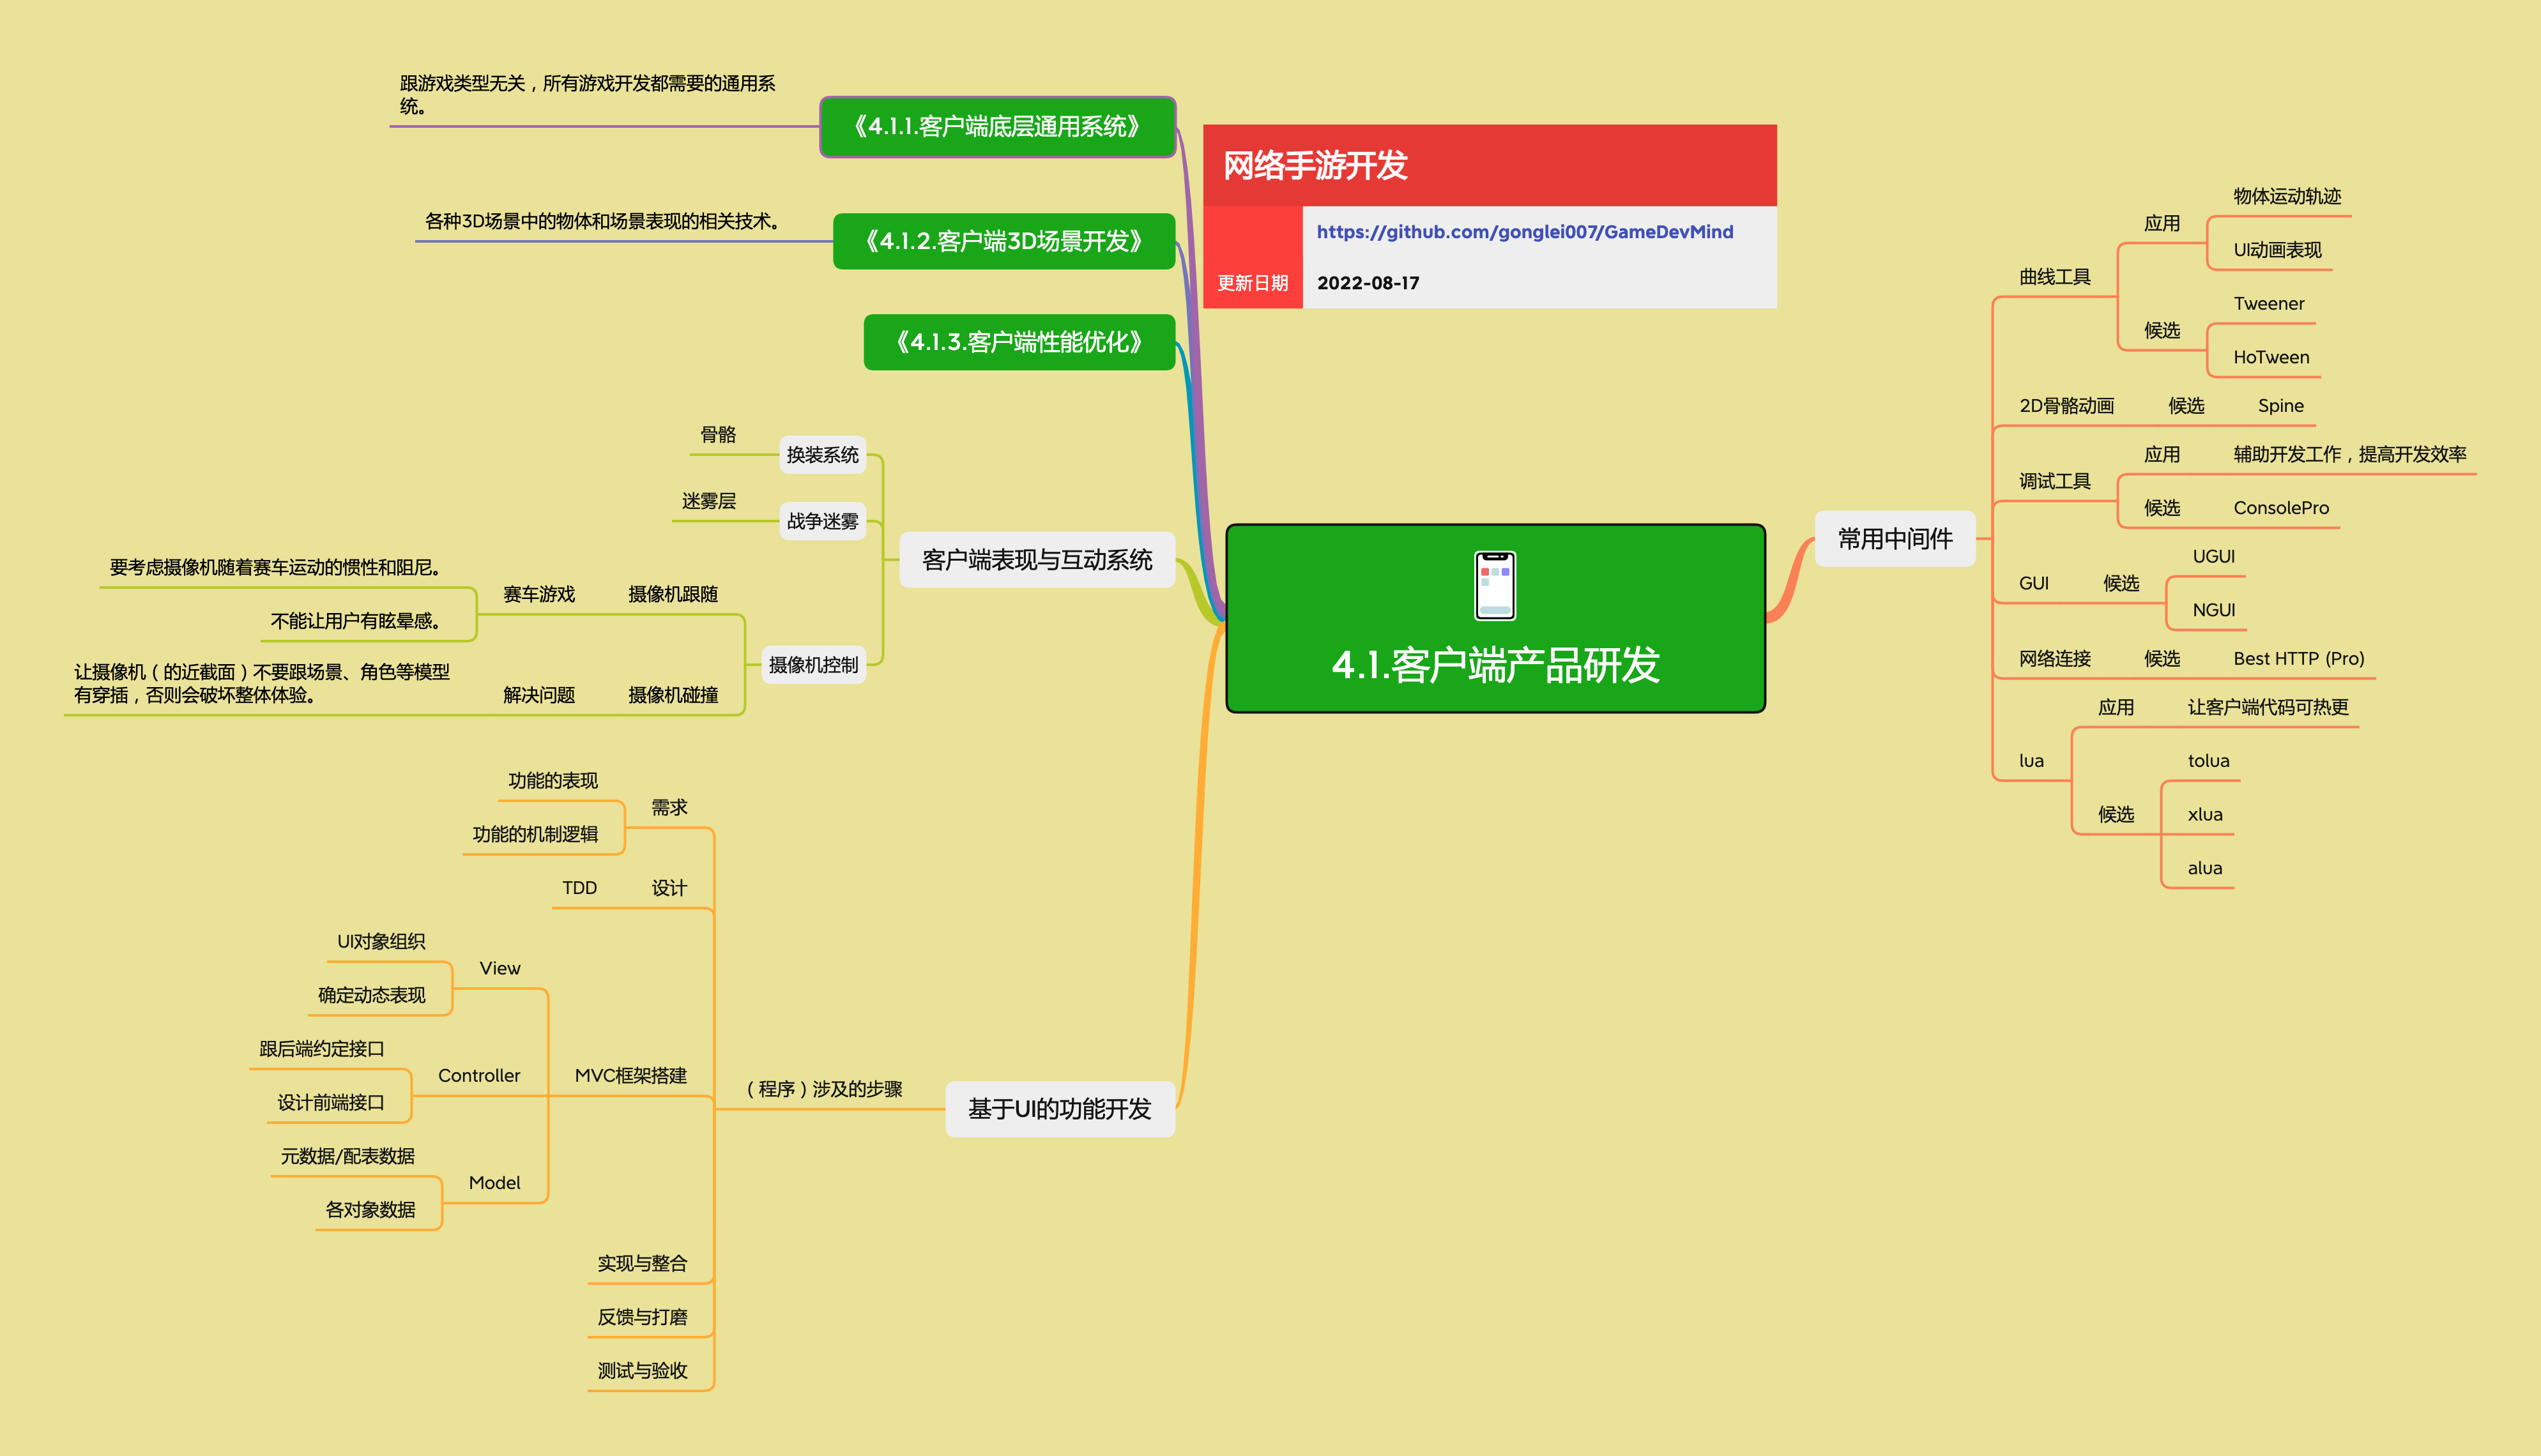 网络手游开发
https://github.com/gonglei007/GameDevMind
更新日期
2022-08-17
4.1.客户端产品研发
《4.1.1.客户端底层通用系统》
跟游戏类型无关，所有游戏开发都需要的通用系
统。
《4.1.2.客户端3D场景开发》
各种3D场景中的物体和场景表现的相关技术。
《4.1.3.客户端性能优化》
客户端表现与互动系统
换装系统
骨骼
战争迷雾
迷雾层
摄像机控制
摄像机跟随
赛车游戏
要考虑摄像机随着赛车运动的惯性和阻尼。
不能让用户有眩晕感。
摄像机碰撞
解决问题
让摄像机（的近截面）不要跟场景、角色等模型
有穿插，否则会破坏整体体验。
基于UI的功能开发
（程序）涉及的步骤
需求
功能的表现
功能的机制逻辑
设计
TDD
MVC框架搭建
View
UI对象组织
确定动态表现
Controller
跟后端约定接口
设计前端接口
Model
元数据/配表数据
各对象数据
实现与整合
反馈与打磨
测试与验收
常用中间件
曲线工具
应用
物体运动轨迹
UI动画表现
候选
Tweener
HoTween
2D骨骼动画
候选
Spine
调试工具
应用
辅助开发工作，提高开发效率
候选
ConsolePro
GUI
候选
UGUI
NGUI
网络连接
候选
Best HTTP (Pro)
lua
应用
让客户端代码可热更
候选
tolua
xlua
alua